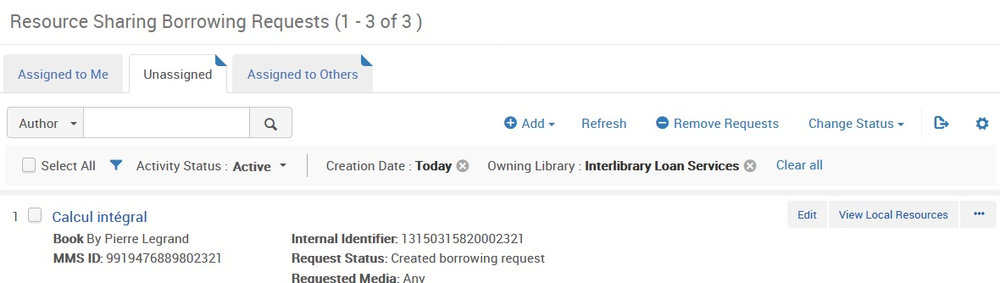 Resource Sharing Borrowing Requests (1 - 3 of 3 )
Assigned to Me Unassigned Assigned to Others
Author Add Refresh Remove Requests Change Status
Select All Activity Status : Active Creation Date : Today Owning Library : Interlibrary Loan Services Clear all
1 Calcul intégral Edit View Local Resources ...
Book By Pierre Legrand Internal Identifier: 13150315820002321
MMS ID: 9919476889802321 Request Status: Created borrowing request
Requested Media: Any